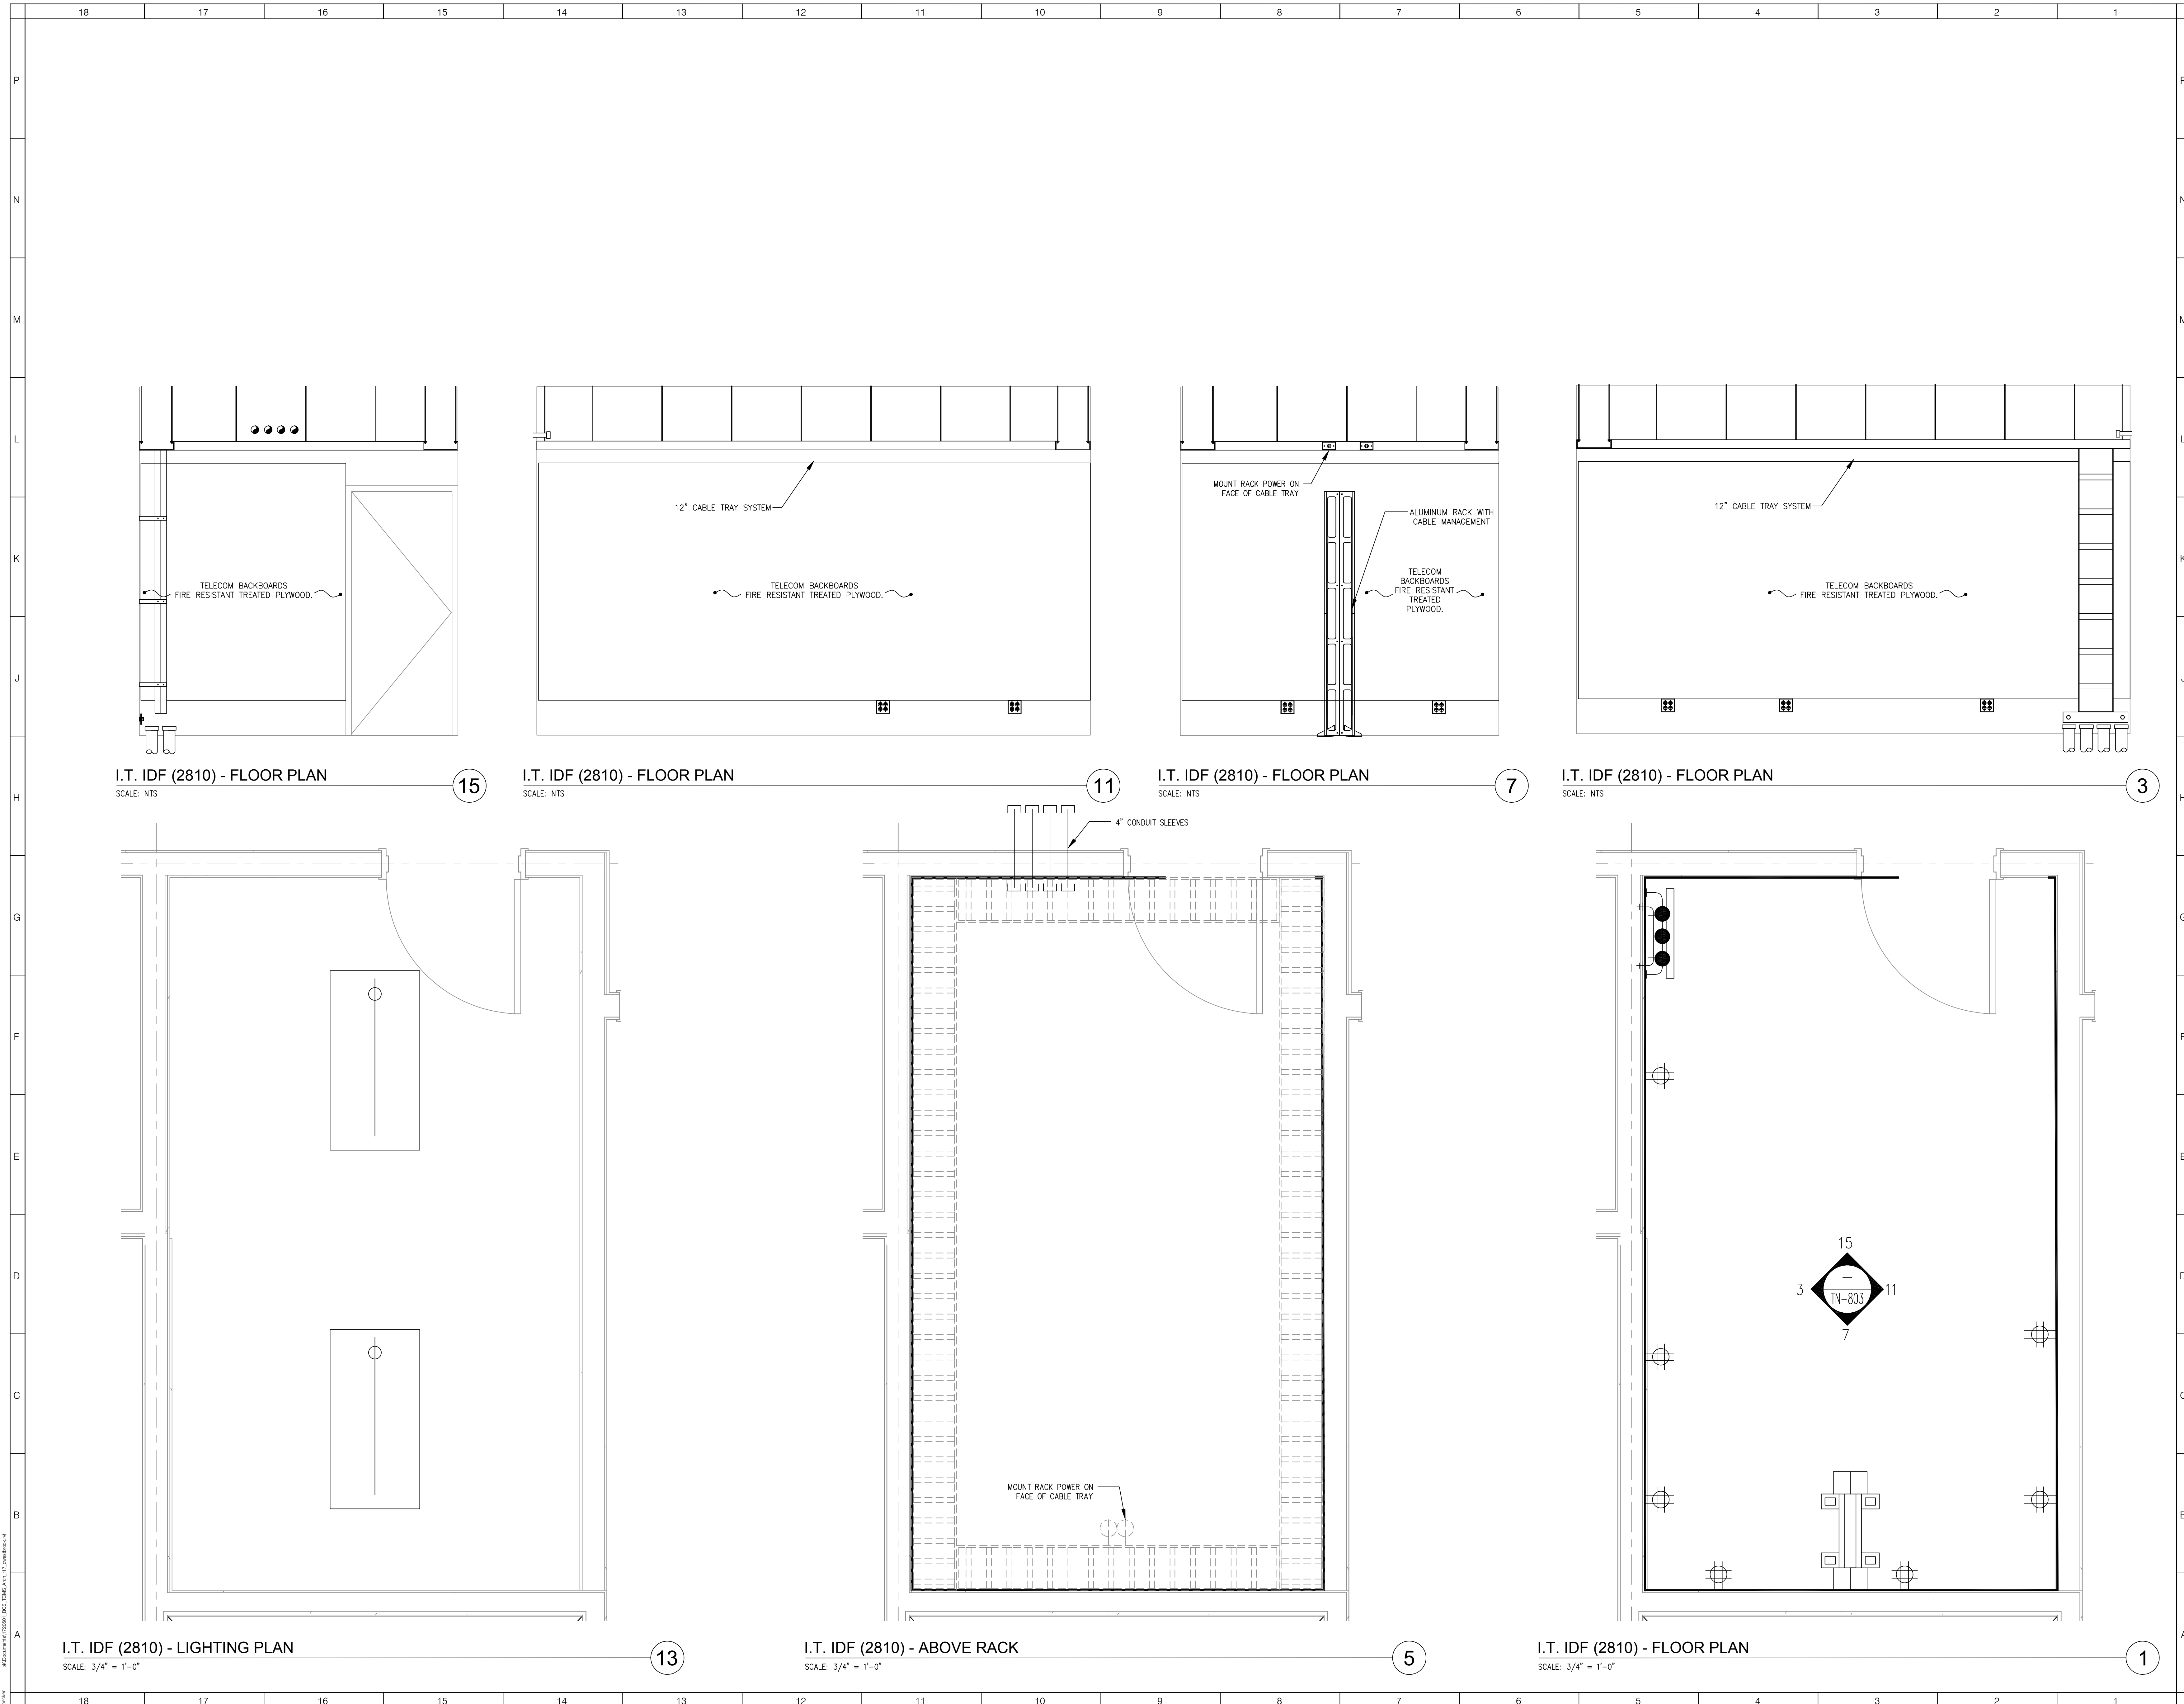 18 17 16 15 14 13 12 11 10 9 8 7 6 5 4 3 2 1
P
N
M
L
K
J
H
G
F
E
D
C
B
A
TELECOM BACKBOARDS
FIRE RESISTANT TREATED PLYWOOD.
I.T. IDF (2810) - FLOOR PLAN
SCALE: NTS
15
12" CABLE TRAY SYSTEM
TELECOM BACKBOARDS
FIRE RESISTANT TREATED PLYWOOD.
I.T. IDF (2810) - FLOOR PLAN
SCALE: NTS
11
MOUNT RACK POWER ON
FACE OF CABLE TRAY
ALUMINUM RACK WITH
CABLE MANAGEMENT
TELECOM
BACKBOARDS
FIRE RESISTANT
TREATED
PLYWOOD.
I.T. IDF (2810) - FLOOR PLAN
SCALE: NTS
7
12" CABLE TRAY SYSTEM
TELECOM BACKBOARDS
FIRE RESISTANT TREATED PLYWOOD.
I.T. IDF (2810) - FLOOR PLAN
SCALE: NTS
3
I.T. IDF (2810) - LIGHTING PLAN
SCALE: 3/4" = 1'-0"
13
4" CONDUIT SLEEVES
MOUNT RACK POWER ON
FACE OF CABLE TRAY
I.T. IDF (2810) - ABOVE RACK
SCALE: 3/4" = 1'-0"
5
15
3
–
TN-803
11
7
I.T. IDF (2810) - FLOOR PLAN
SCALE: 3/4" = 1'-0"
1
18 17 16 15 14 13 12 11 10 9 8 7 6 5 4 3 2 1